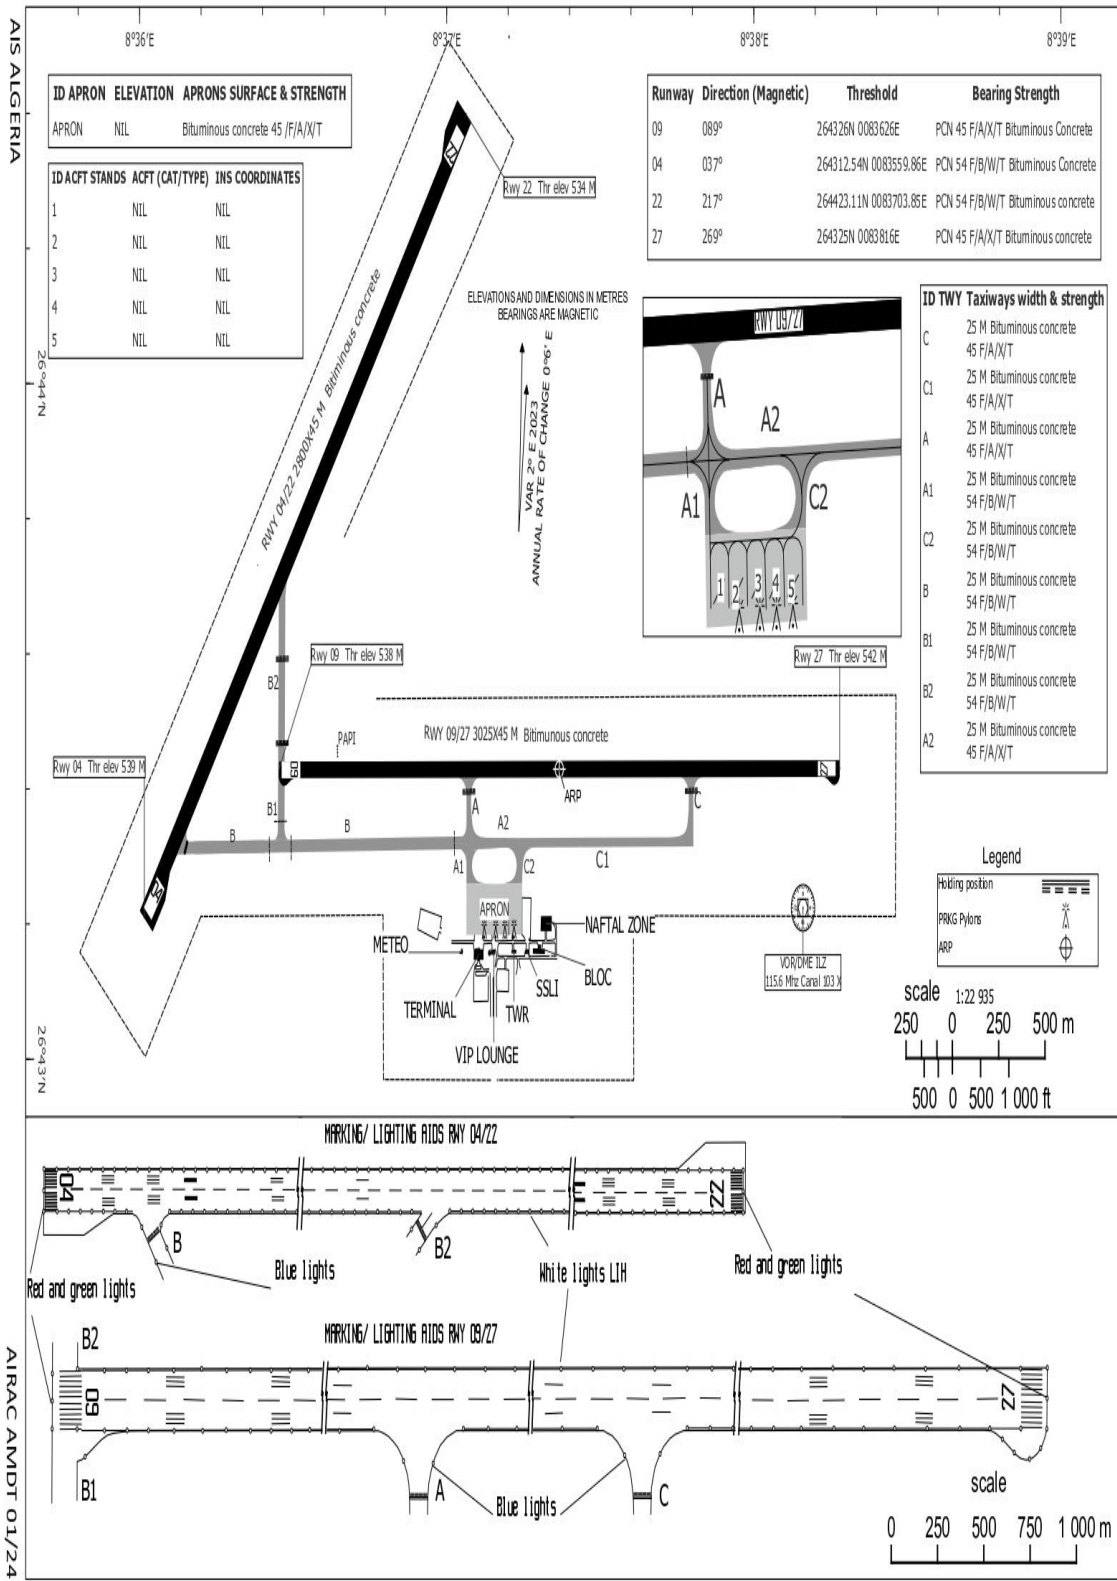 AIS ALGERIA
8°36'E 8°37'E 8°38'E 8°39'E
ID APRON ELEVATION APRONS SURFACE & STRENGTH
APRON NIL Bituminous concrete 45 /F/A/X/T
ID ACFT STANDS ACFT (CAT/TYPE) INS COORDINATES
1 NIL NIL
2 NIL NIL
3 NIL NIL
4 NIL NIL
5 NIL NIL
Runway Direction (Magnetic) Threshold Bearing Strength
09 089° 264326N 0083626E PCN 45 F/A/X/T Bituminous Concrete
04 037° 264312.54N 0083559.86E PCN 54 F/B/W/T Bituminous Concrete
22 217° 264423.11N 0083703.85E PCN 54 F/B/W/T Bituminous concrete
27 269° 264325N 0083816E PCN 45 F/A/X/T Bituminous concrete
22
Rwy 22 Thr elev 534 M
ELEVATIONS AND DIMENSIONS IN METRES
BEARINGS ARE MAGNETIC
VAR 2° E 2023
ANNUAL RATE OF CHANGE 0°6' E
RWY 04/22 2800X45 M Bitiminous concrete
26°44'N
RWY 09/27
A
A2
A1
C2
1 2 3 4 5
ID TWY Taxiways width & strength
C 25 M Bituminous concrete
45 F/A/X/T
C1 25 M Bituminous concrete
45 F/A/X/T
A 25 M Bituminous concrete
45 F/A/X/T
A1 25 M Bituminous concrete
54 F/B/W/T
C2 25 M Bituminous concrete
54 F/B/W/T
B 25 M Bituminous concrete
54 F/B/W/T
B1 25 M Bituminous concrete
54 F/B/W/T
B2 25 M Bituminous concrete
54 F/B/W/T
A2 25 M Bituminous concrete
45 F/A/X/T
Rwy 09 Thr elev 538 M
Rwy 27 Thr elev 542 M
B2
PAPI
RWY 09/27 3025X45 M Bitimunous concrete
Rwy 04 Thr elev 539 M
09
27
ARP
B1
A
C
B
B
A2
A1
C2
C1
04
APRON
NAFTAL ZONE
METEO
BLOC
SSLI
TERMINAL
TWR
VIP LOUNGE
VOR/DME ILZ
115.6 Mhz Canal 103 X
Legend
Holding position
PRKG Pylons
ARP
scale 1:22 935
250 0 250 500 m
500 0 500 1 000 ft
26°43'N
MARKING/ LIGHTING AIDS RWY 04/22
04
22
B
B2
Red and green lights
Blue lights
White lights LIH
Red and green lights
MARKING/ LIGHTING AIDS RWY 09/27
B2
09
27
B1
A
Blue lights
C
scale
0 250 500 750 1 000 m
AIRAC AMDT 01/24